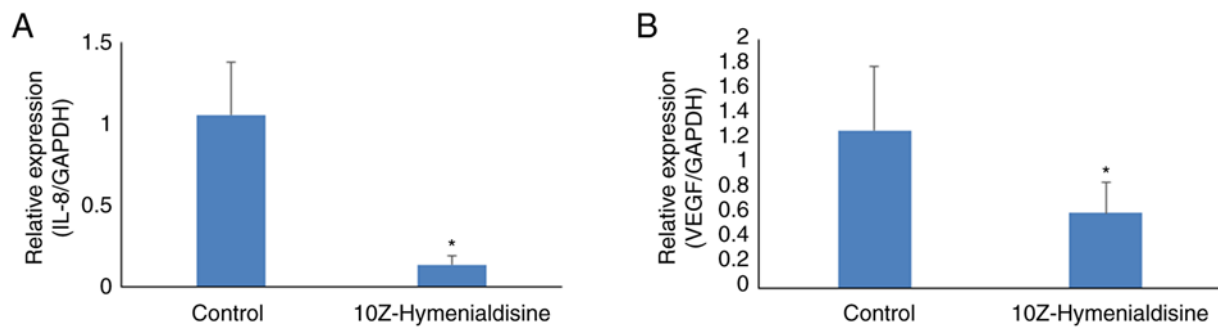 A
Relative expression
(IL-8/GAPDH)
1.5
1
0.5
0
*
Control
10Z-Hymenialdisine
B
Relative expression
(VEGF/GAPDH)
2
1.8
1.6
1.4
1.2
1
0.8
0.6
0.4
0.2
0
*
Control
10Z-Hymenialdisine